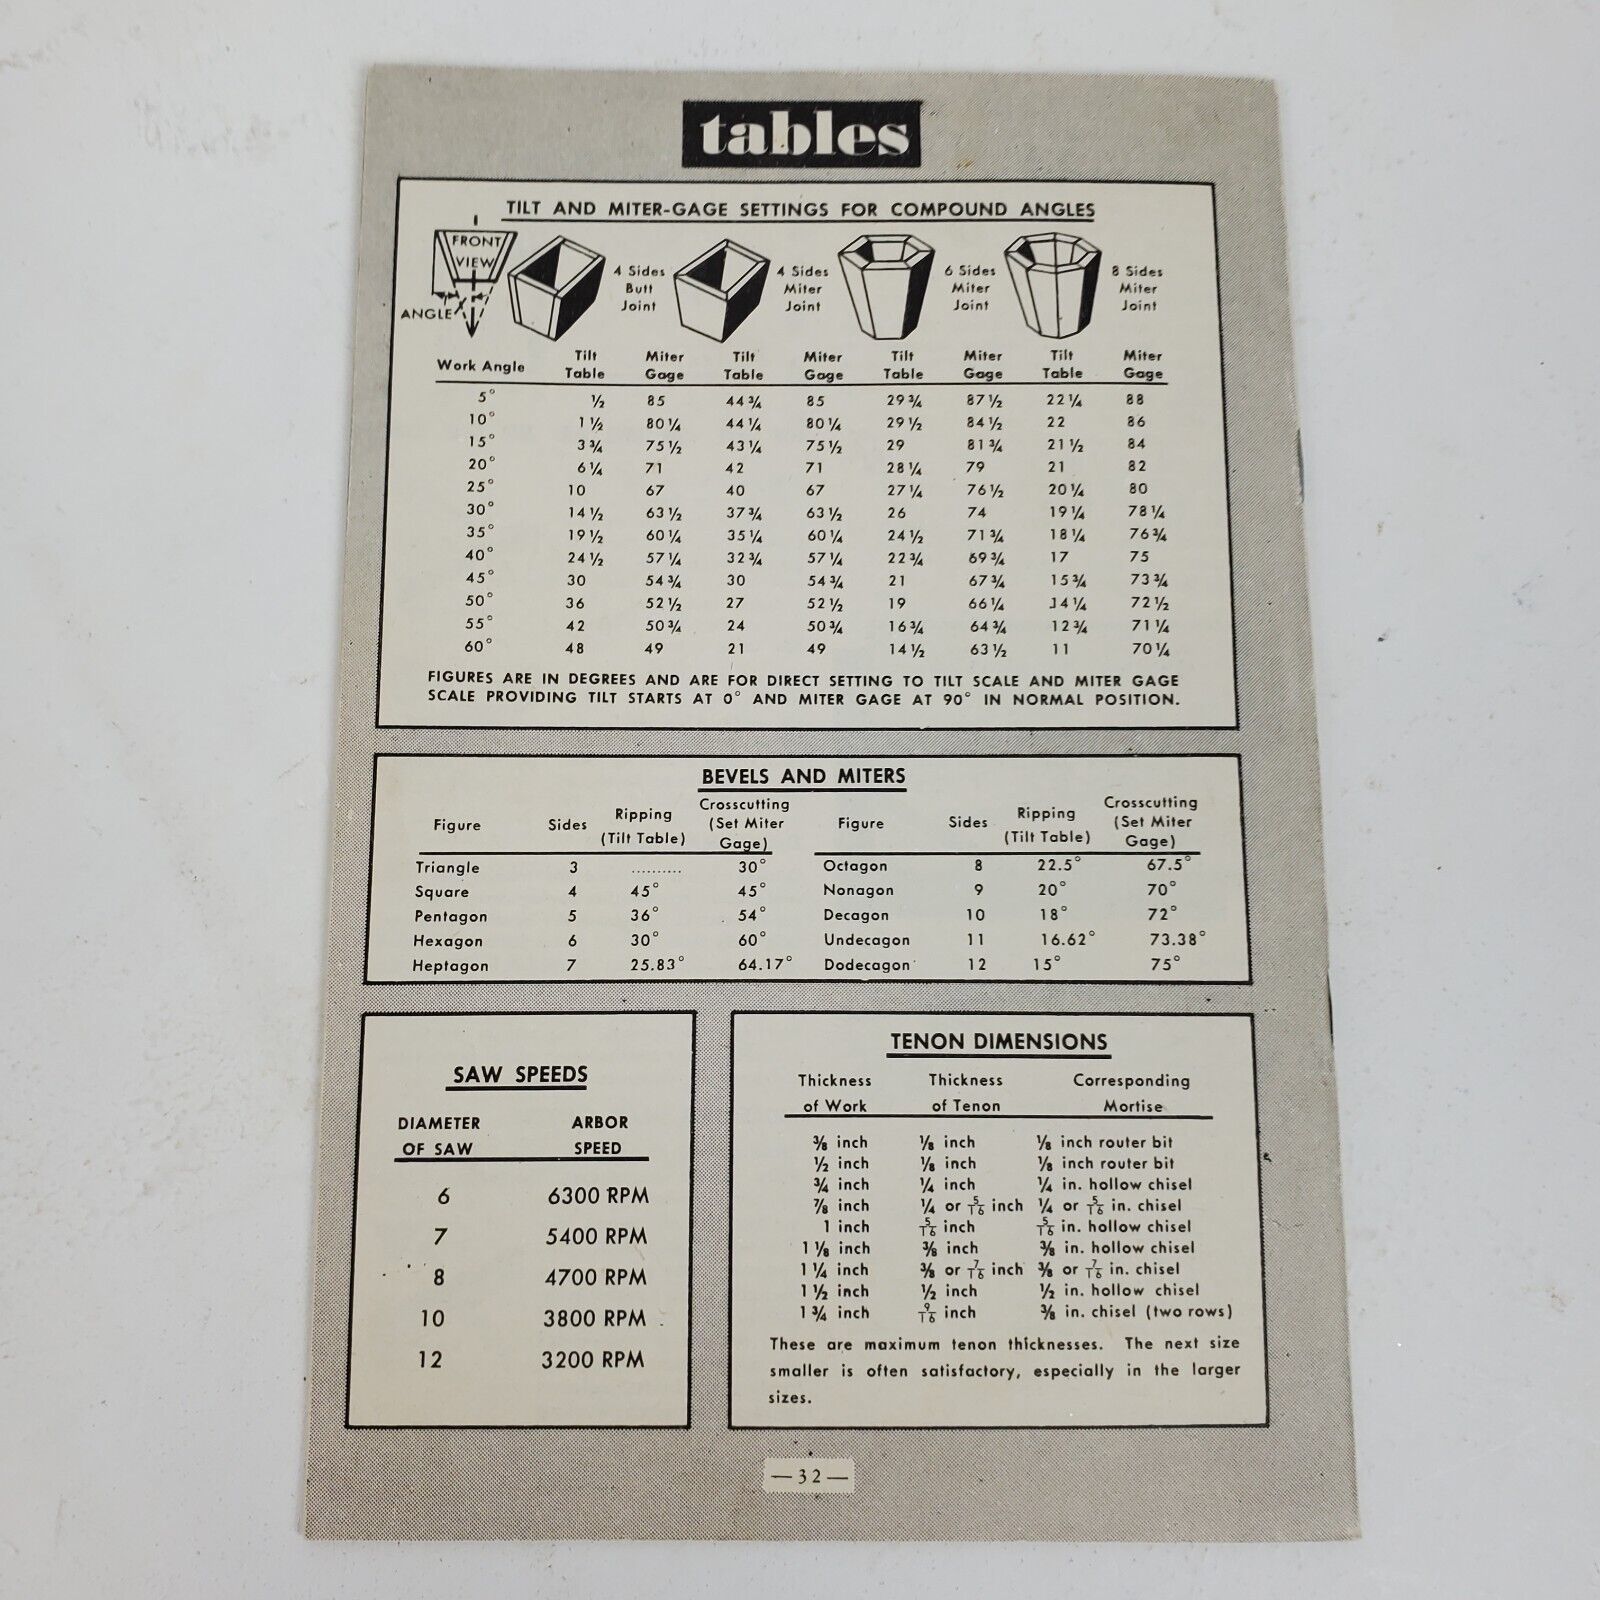 tables
TILT AND MITER-GAGE SETTINGS FOR COMPOUND ANGLES
FRONT VIEW
ANGLE
4 Sides Butt Joint
4 Sides Miter Joint
6 Sides Miter Joint
8 Sides Miter Joint
Work Angle Tilt Table Miter Gage Tilt Table Miter Gage Tilt Table Miter Gage Tilt Table Miter Gage
5° ½ 85 44¾ 85 29¾ 87½ 22¼ 88
10° 1½ 80¼ 44¼ 80¼ 29½ 84½ 22 86
15° 3¾ 75½ 43¼ 75½ 29 81¾ 21½ 84
20° 6¼ 71 42 71 28¼ 79 21 82
25° 10 67 40 67 27¼ 76½ 20¼ 80
30° 14½ 63½ 37¾ 63½ 26 74 19¼ 78¼
35° 19½ 60¼ 35¼ 60¼ 24½ 71¾ 18¼ 76¾
40° 24½ 57¼ 32¾ 57¼ 22¾ 69¾ 17 75
45° 30 54¾ 30 54¾ 21 67¾ 15¾ 73¾
50° 36 52½ 27 52½ 19 66¼ 14¼ 72½
55° 42 50¾ 24 50¾ 16¾ 64¾ 12¾ 71¼
60° 48 49 21 49 14½ 63½ 11 70¼
FIGURES ARE IN DEGREES AND ARE FOR DIRECT SETTING TO TILT SCALE AND MITER GAGE
SCALE PROVIDING TILT STARTS AT 0° AND MITER GAGE AT 90° IN NORMAL POSITION.
BEVELS AND MITERS
Figure Sides Ripping (Tilt Table) Crosscutting (Set Miter Gage) Figure Sides Ripping (Tilt Table) Crosscutting (Set Miter Gage)
Triangle 3 .......... 30° Octagon 8 22.5° 67.5°
Square 4 45° 45° Nonagon 9 20° 70°
Pentagon 5 36° 54° Decagon 10 18° 72°
Hexagon 6 30° 60° Undecagon 11 16.62° 73.38°
Heptagon 7 25.83° 64.17° Dodecagon 12 15° 75°
SAW SPEEDS
DIAMETER OF SAW ARBOR SPEED
6 6300 RPM
7 5400 RPM
8 4700 RPM
10 3800 RPM
12 3200 RPM
TENON DIMENSIONS
Thickness of Work Thickness of Tenon Corresponding Mortise
⅜ inch ⅛ inch ⅛ inch router bit
½ inch ⅛ inch ⅛ inch router bit
¾ inch ¼ inch ¼ in. hollow chisel
⅞ inch ¼ or 5/16 inch ¼ or 5/16 in. chisel
1 inch 5/16 inch 5/16 in. hollow chisel
1⅛ inch ⅜ inch ⅜ in. hollow chisel
1¼ inch ⅜ or 7/16 inch ⅜ or 7/16 in. chisel
1½ inch ½ inch ½ in. hollow chisel
1¾ inch 9/16 inch ⅜ in. chisel (two rows)
These are maximum tenon thicknesses. The next size
smaller is often satisfactory, especially in the larger
sizes.
—32—